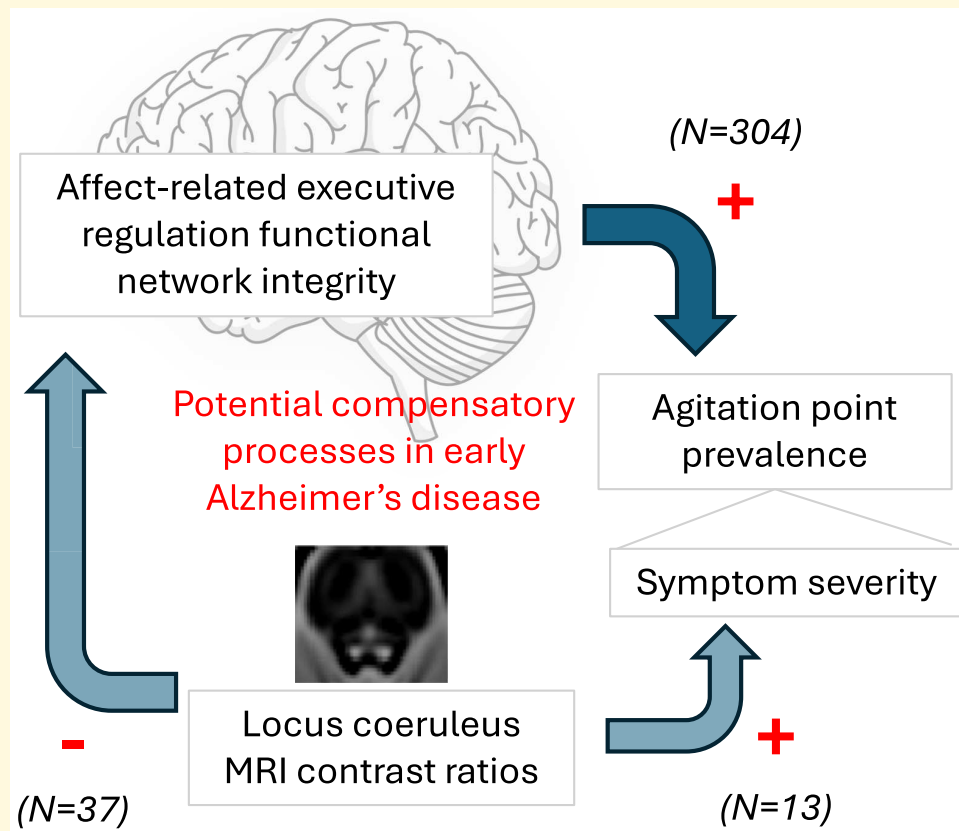 (N=304)
+
Affect-related executive
regulation functional
network integrity
Potential compensatory
processes in early
Alzheimer’s disease
Agitation point
prevalence
Symptom severity
Locus coeruleus
MRI contrast ratios
-
(N=37)
+
(N=13)